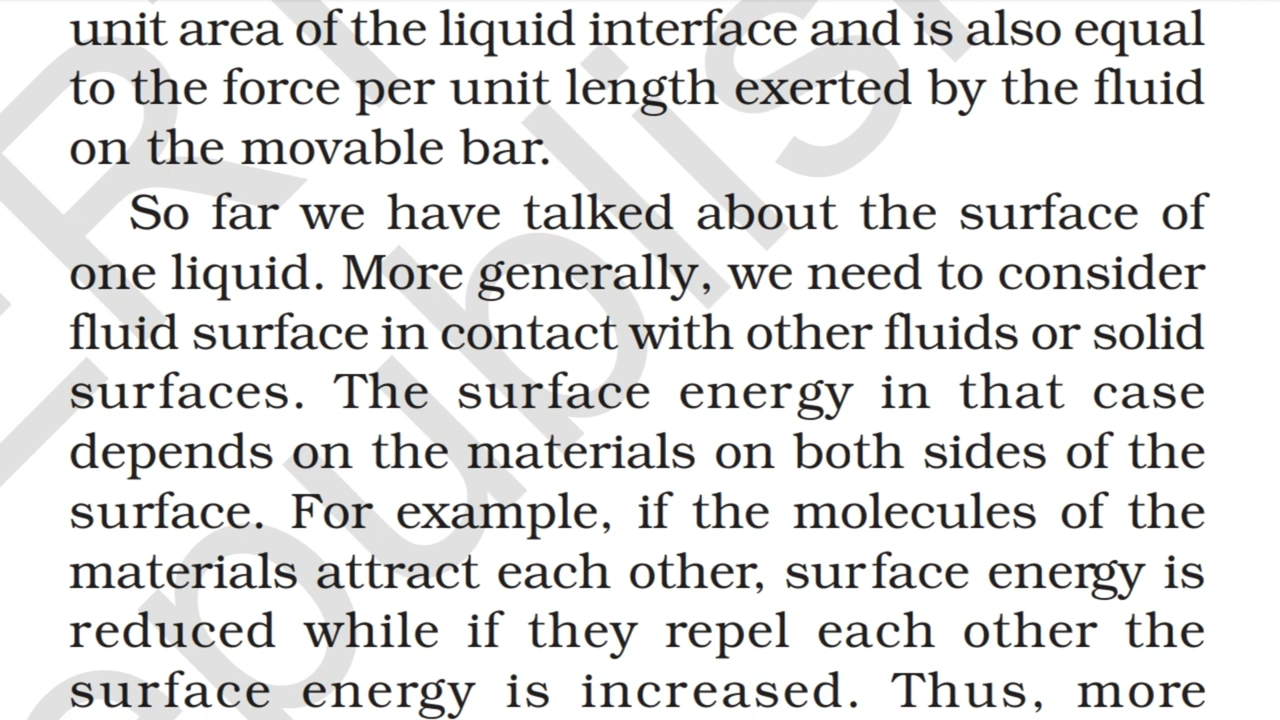 unit area of the liquid interface and is also equal
to the force per unit length exerted by the fluid
on the movable bar.
So far we have talked about the surface of
one liquid. More generally, we need to consider
fluid surface in contact with other fluids or solid
surfaces. The surface energy in that case
depends on the materials on both sides of the
surface. For example, if the molecules of the
materials attract each other, surface energy is
reduced while if they repel each other the
surface energy is increased. Thus, more